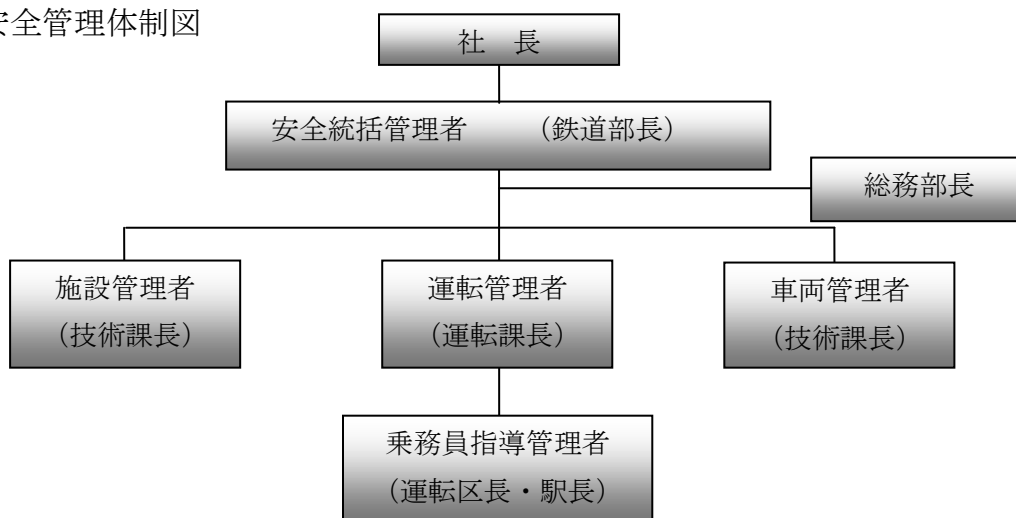 安全管理体制図
社 長
安全統括管理者 （鉄道部長）
総務部長
施設管理者
（技術課長）
運転管理者
（運転課長）
車両管理者
（技術課長）
乗務員指導管理者
（運転区長・駅長）